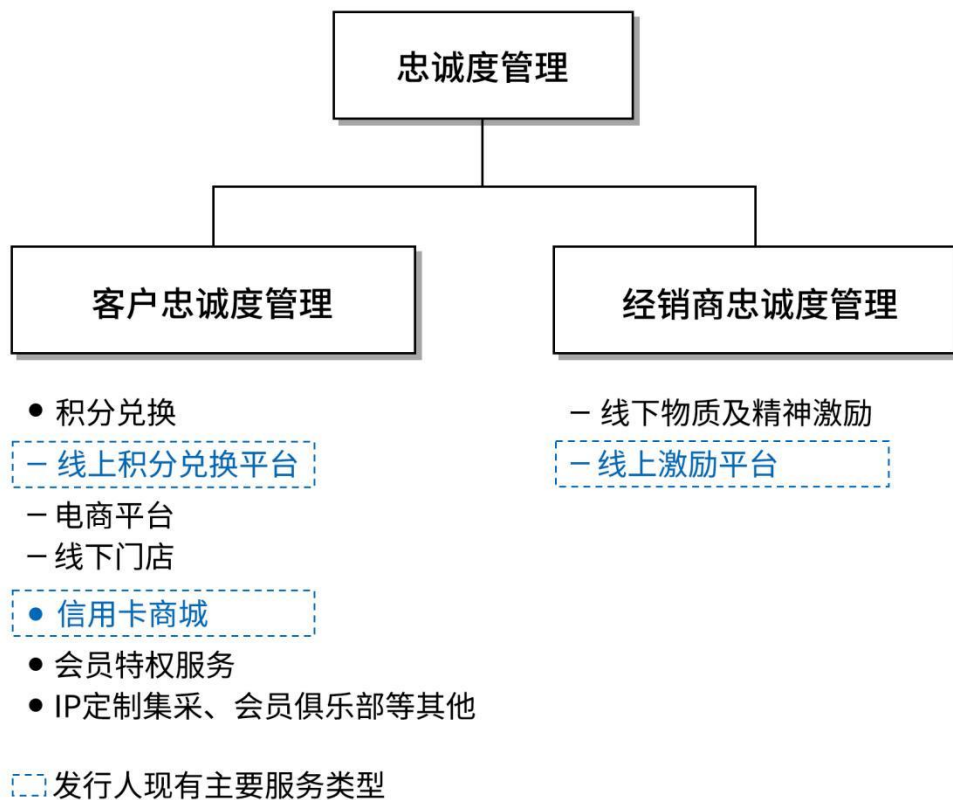 忠诚度管理
客户忠诚度管理
● 积分兑换
– 线上积分兑换平台
– 电商平台
– 线下门店
● 信用卡商城
● 会员特权服务
● IP定制集采、会员俱乐部等其他
经销商忠诚度管理
– 线下物质及精神激励
– 线上激励平台
发行人现有主要服务类型